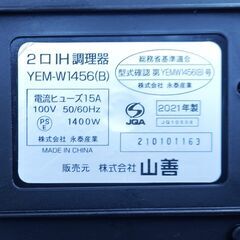 2口IH調理器
YEM-W1456(B)
電流ヒューズ15A
100V 50/60Hz
1400W
PS
E
株式会社 永泰産業
MADE IN CHINA
総務省基準適合
型式確認 第YEMW1456(B)号
株式会社 永泰産業
JQA
2021年製
210101163
販売元 株式会社 山善